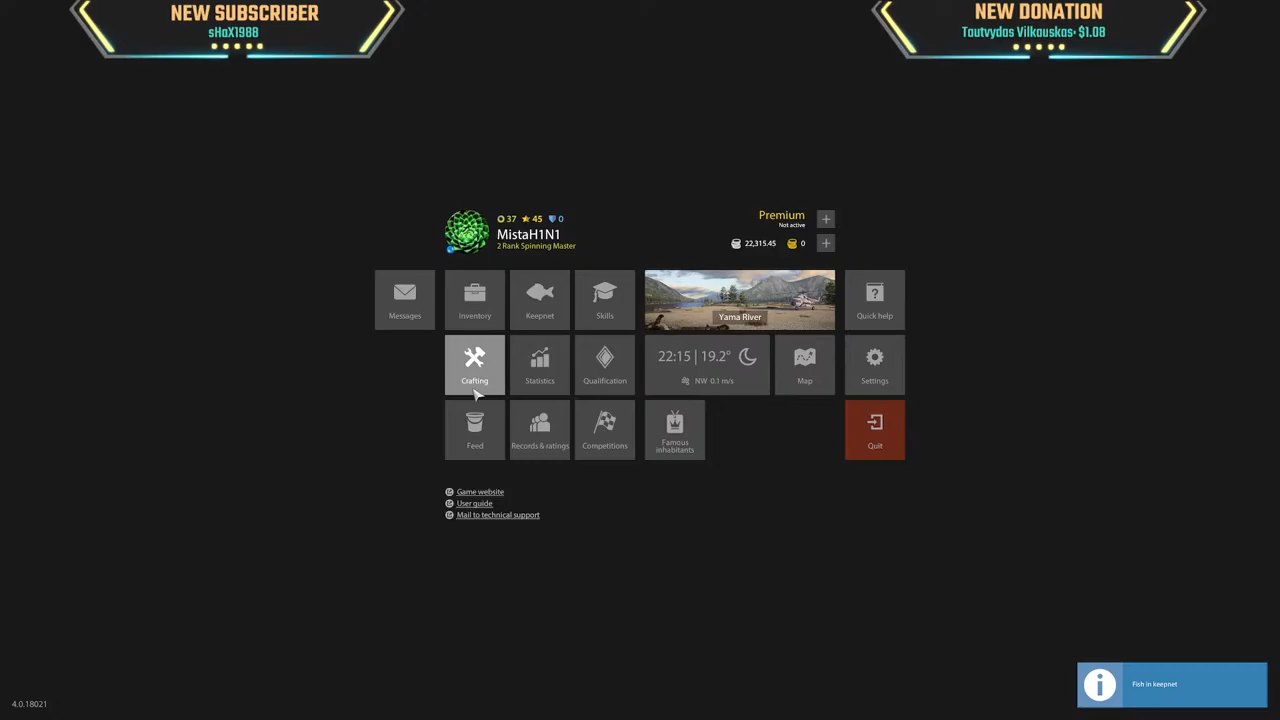 NEW SUBSCRIBER
sHaX1988
NEW DONATION
Tautvydas Vilkauskas• $1.08
37 45 0
MistaH1N1
2 Rank Spinning Master
Premium
Not active
22,315.45 0
Messages
Inventory
Keepnet
Skills
Yama River
Quick help
Crafting
Statistics
Qualification
22:15 | 19.2°
NW 0.1 m/s
Map
Settings
Feed
Records & ratings
Competitions
Famous
inhabitants
Quit
Game website
User guide
Mail to technical support
Fish in keepnet
4.0.18021